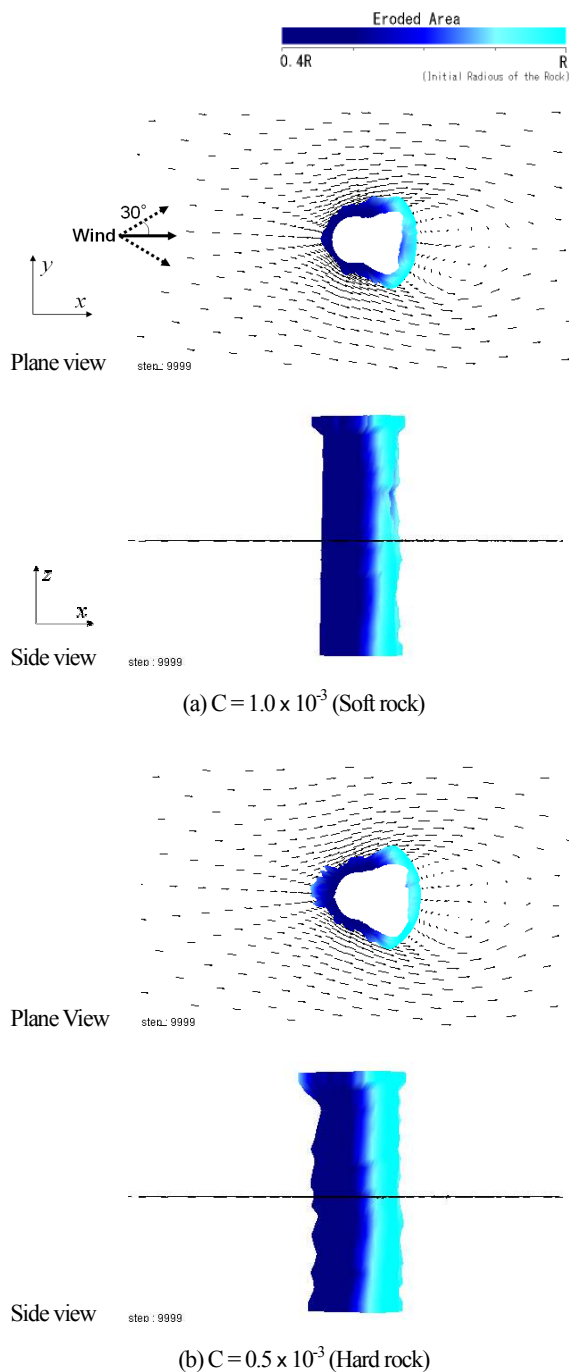 Eroded Area
0.4R R
(Initial Radious of the Rock)
30°
Wind
y
x
Plane view
step : 9999
z
x
Side view
step : 9999
(a) C = 1.0 x 10⁻³ (Soft rock)
Plane View
step : 9999
Side view
step : 9999
(b) C = 0.5 x 10⁻³ (Hard rock)